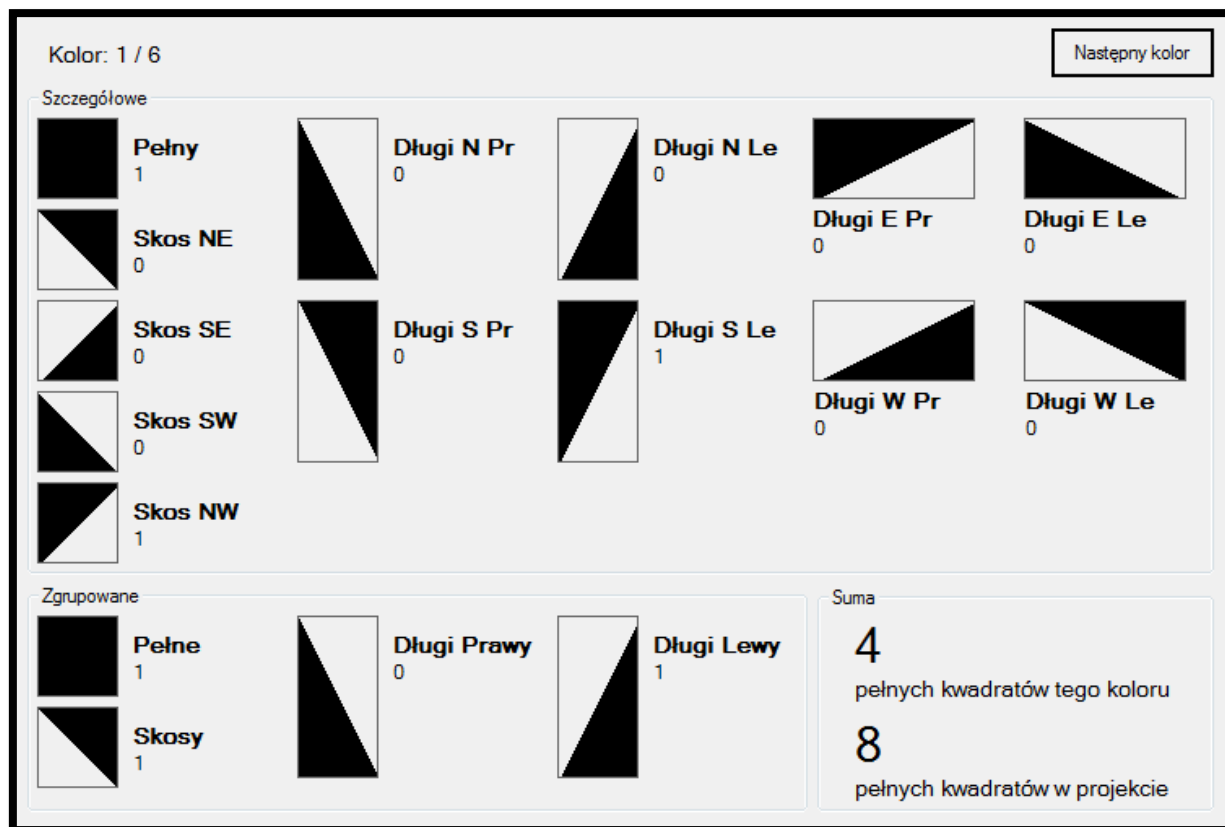 Kolor: 1 / 6
Następny kolor
Szczegółowe
Pełny
1
Długi N Pr
0
Długi N Le
0
Długi E Pr
0
Długi E Le
0
Skos NE
0
Skos SE
0
Długi S Pr
0
Długi S Le
1
Długi W Pr
0
Długi W Le
0
Skos SW
0
Skos NW
1
Zgrupowane
Pełne
1
Długi Prawy
0
Długi Lewy
1
Skosy
1
Suma
4
pełnych kwadratów tego koloru
8
pełnych kwadratów w projekcie